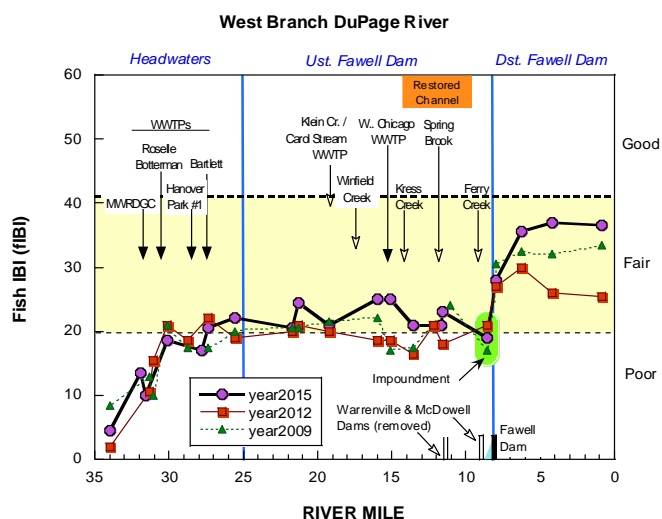 West Branch DuPage River
Headwaters
Ust. Fawell Dam
Dst. Fawell Dam
Restored
Channel
WWTPs
Roselle
Botterman
MWRDGC
Hanover
Park #1
Bartlett
Klein Cr. /
Carol Stream
WWTP
Winfield
Creek
W.. Chicago
WWTP
Kress
Creek
Spring
Brook
Ferry
Creek
Good
Fair
Poor
Fish IBI (fIBI)
60
50
40
30
20
10
0
Impoundment
Warrenville & McDowell
Dams (removed)
Fawell
Dam
year2015
year2012
year2009
35
30
25
20
15
10
5
0
RIVER MILE